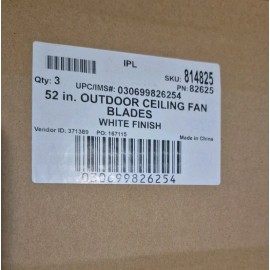 IPL
Qty: 3
SKU: 814825
UPC/IMS#: 030699826254
PN: 82625
52 in. OUTDOOR CEILING FAN
BLADES
WHITE FINISH
Vendor ID: 371389 PO: 167115
Made in China
030699826254